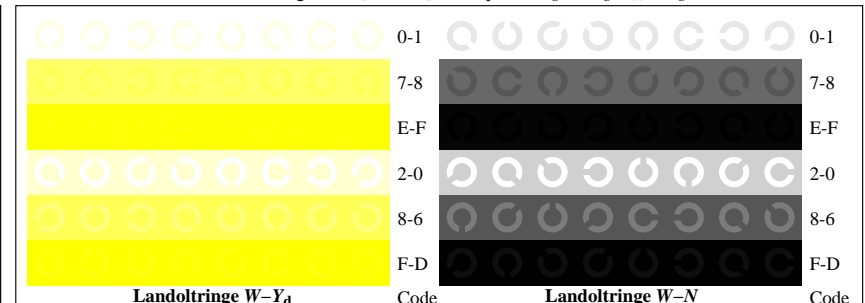 0-1 0-1
7-8 7-8
E-F E-F
2-0 2-0
8-6 8-6
F-D F-D
Landoltringe W–Yd Code Landoltringe W–N Code